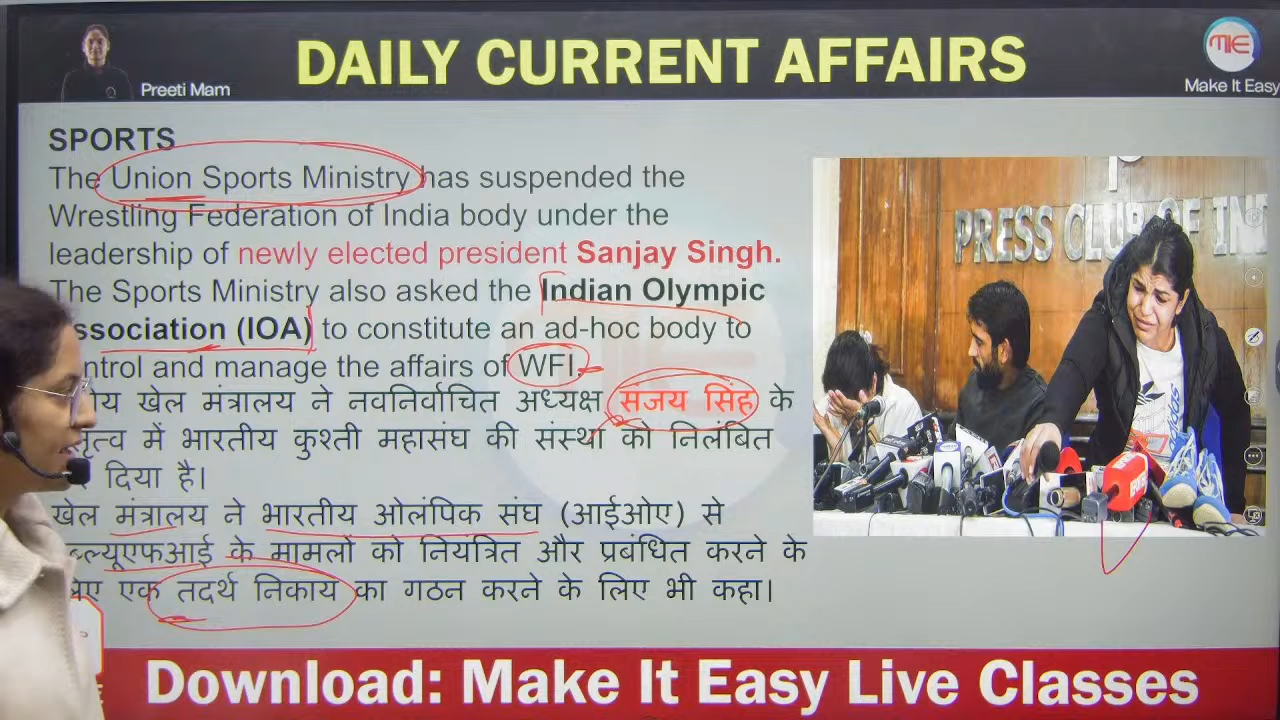 DAILY CURRENT AFFAIRS
Preeti Mam
MIE
Make It Easy
SPORTS
The Union Sports Ministry has suspended the
Wrestling Federation of India body under the
leadership of newly elected president Sanjay Singh.
The Sports Ministry also asked the Indian Olympic
ssociation (IOA) to constitute an ad-hoc body to
ntrol and manage the affairs of WFI.
ीय खेल मंत्रालय ने नवनिर्वाचित अध्यक्ष संजय सिंह के
ृत्व में भारतीय कुश्ती महासंघ की संस्था को निलंबित
दिया है।
खेल मंत्रालय ने भारतीय ओलंपिक संघ (आईओए) से
ब्ल्यूएफआई के मामलों को नियंत्रित और प्रबंधित करने के
िए एक तदर्थ निकाय का गठन करने के लिए भी कहा।
PRESS CLUB OF IND
adidas
Download: Make It Easy Live Classes